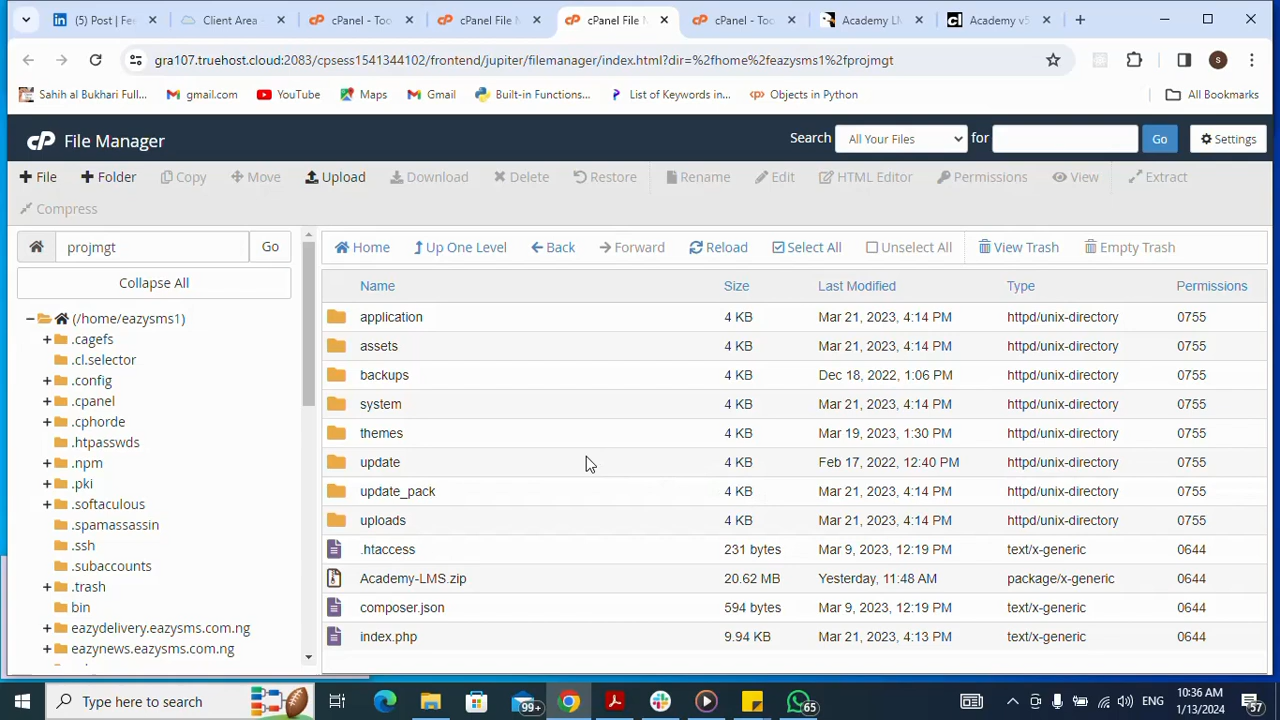 (5) Post | Fee
Client Area
cPanel - Too
cPanel File M
cPanel File M
cPanel - Too
Academy LM
Academy v5
gra107.truehost.cloud:2083/cpsess1541344102/frontend/jupiter/filemanager/index.html?dir=%2fhome%2feazysms1%2fprojmgt
S
Sahih al Bukhari Full...
gmail.com
YouTube
Maps
Gmail
Built-in Functions...
List of Keywords in...
Objects in Python
All Bookmarks
cP File Manager
Search
All Your Files
for
Go
Settings
File
Folder
Copy
Move
Upload
Download
Delete
Restore
Rename
Edit
HTML Editor
Permissions
View
Extract
Compress
projmgt
Go
Home
Up One Level
Back
Forward
Reload
Select All
Unselect All
View Trash
Empty Trash
Collapse All
(/home/eazysms1)
.cagefs
.cl.selector
.config
.cpanel
.cphorde
.htpasswds
.npm
.pki
.softaculous
.spamassassin
.ssh
.subaccounts
.trash
bin
eazydelivery.eazysms.com.ng
eazynews.eazysms.com.ng
Name Size Last Modified Type Permissions
application 4 KB Mar 21, 2023, 4:14 PM httpd/unix-directory 0755
assets 4 KB Mar 21, 2023, 4:14 PM httpd/unix-directory 0755
backups 4 KB Dec 18, 2022, 1:06 PM httpd/unix-directory 0755
system 4 KB Mar 21, 2023, 4:14 PM httpd/unix-directory 0755
themes 4 KB Mar 19, 2023, 1:30 PM httpd/unix-directory 0755
update 4 KB Feb 17, 2022, 12:40 PM httpd/unix-directory 0755
update_pack 4 KB Mar 21, 2023, 4:14 PM httpd/unix-directory 0755
uploads 4 KB Mar 21, 2023, 4:14 PM httpd/unix-directory 0755
.htaccess 231 bytes Mar 9, 2023, 12:19 PM text/x-generic 0644
Academy-LMS.zip 20.62 MB Yesterday, 11:48 AM package/x-generic 0644
composer.json 594 bytes Mar 9, 2023, 12:19 PM text/x-generic 0644
index.php 9.94 KB Mar 21, 2023, 4:13 PM text/x-generic 0644
Type here to search
99+
65
ENG
10:36 AM
1/13/2024
57